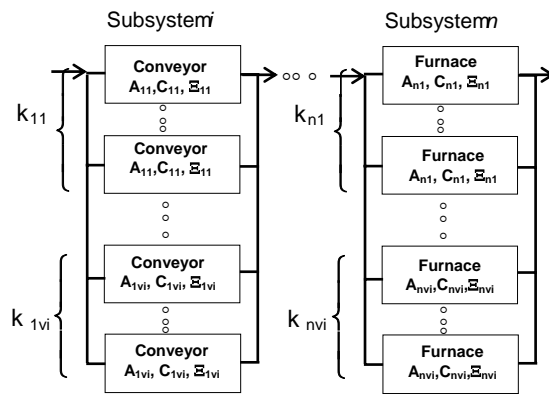 Subsystemi
Subsystemn
Conveyor
A11,C11, Ξ11
Conveyor
A11,C11, Ξ11
Conveyor
A1vi, C1vi, Ξ1vi
Conveyor
A1vi, C1vi, Ξ1vi
k11
k 1vi
Furnace
An1, Cn1, Ξn1
Furnace
An1, Cn1, Ξn1
Furnace
Anvi,Cnvi,Ξnvi
Furnace
Anvi,Cnvi,Ξnvi
kn1
k nvi